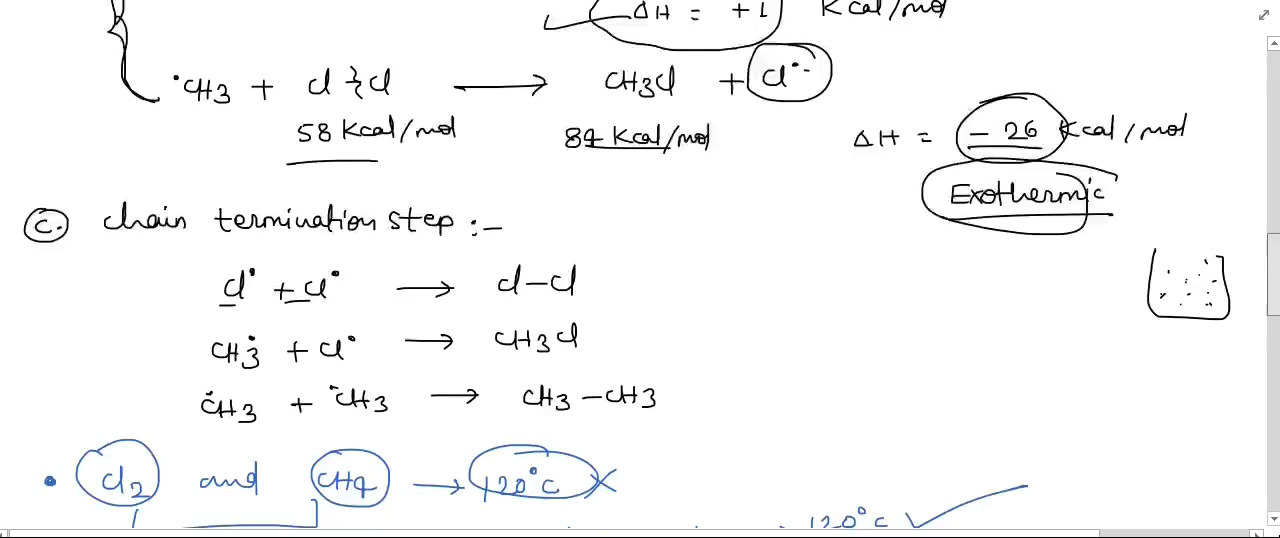 ΔH = +1 Kcal/mol
•CH3 + Cl}Cl ⟶ CH3Cl + Cl•
58 Kcal/mol 84 Kcal/mol ΔH = -26 Kcal/mol
Exothermic
C. chain termination step :-
Cl• + Cl• ⟶ Cl-Cl
CH3• + Cl• ⟶ CH3Cl
•CH3 + •CH3 ⟶ CH3-CH3
• Cl2 and CH4 ⟶ 120°C ✗
120°C ✓